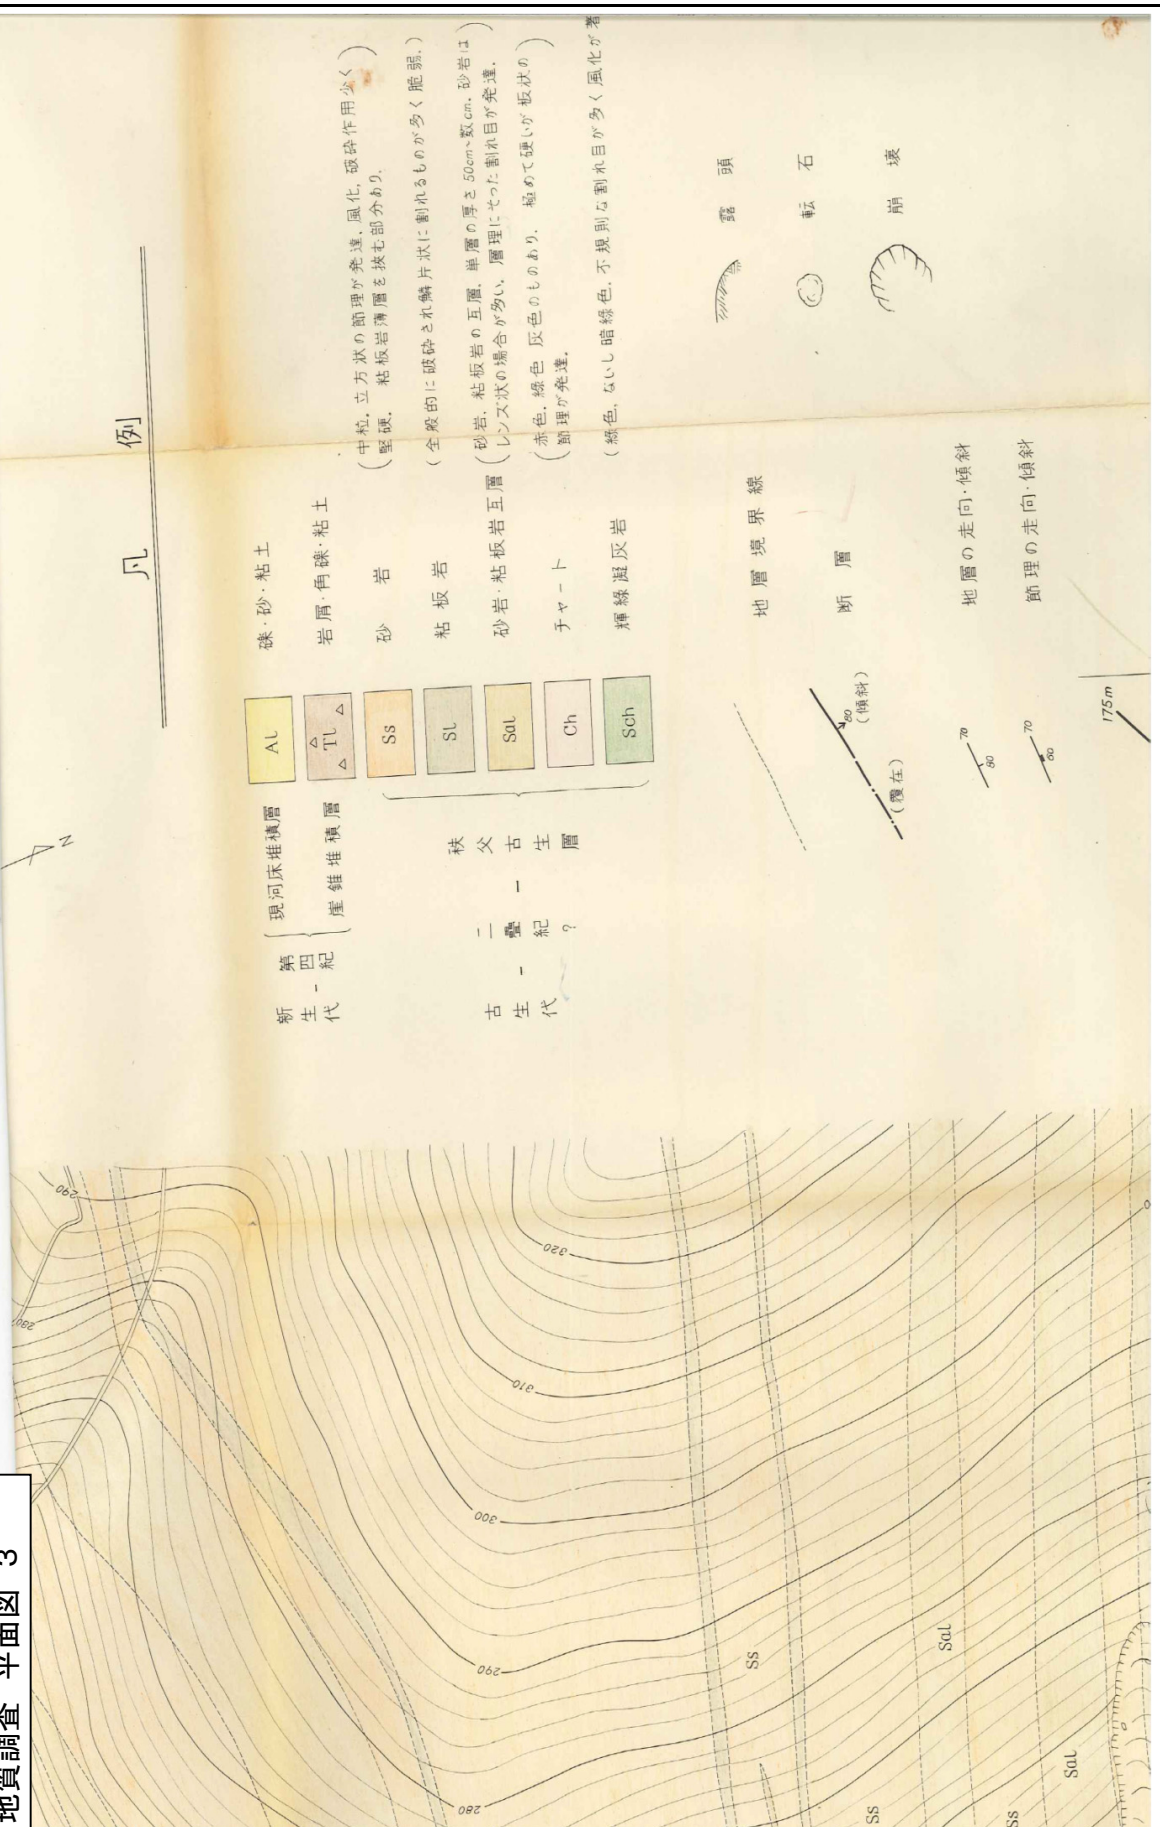 地質調査 平面図 3
凡例
N
新生代 - 第四紀
現河床堆積層 Al 礫・砂・粘土
崖錐堆積層 Tl 岩屑・角礫・粘土
古生代 - 二疊紀? - 秩父古生層
Ss 砂岩 (中粒, 立方状の節理が発達, 風化, 破砕作用少く
堅硬. 粘板岩薄層を挟む部分あり.)
Sl 粘板岩 (全般的に破砕され鱗片状に割れるものが多く脆弱.)
Sal 砂岩・粘板岩互層 (砂岩, 粘板岩の互層, 単層の厚さ50cm~数cm. 砂岩は
レンズ状の場合が多い, 層理にそった割れ目が発達.)
Ch チャート (赤色, 緑色 灰色のものあり. 極めて硬いが板状の
節理が発達.)
Sch 輝緑凝灰岩 (緑色, ないし暗緑色, 不規則な割れ目が多く風化が著
地層境界線
断層
80
(傾斜)
(覆在)
地層の走向・傾斜
70
80
節理の走向・傾斜
70
60
露頭
転石
崩壊
175m
290
280
320
310
300
290
280
Ss
Sal
Sal
Ss
Ss